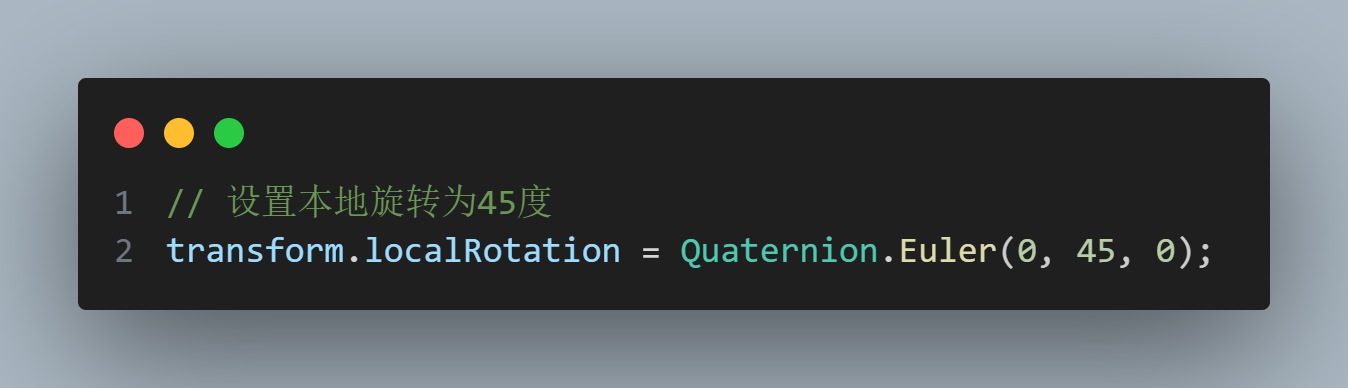 1 // 设置本地旋转为45度
2 transform.localRotation = Quaternion.Euler(0, 45, 0);